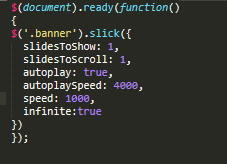 $(document).ready(function()
{
$('.banner').slick({
slidesToShow: 1,
slidesToScroll: 1,
autoplay: true,
autoplaySpeed: 4000,
speed: 1000,
infinite:true
})
});